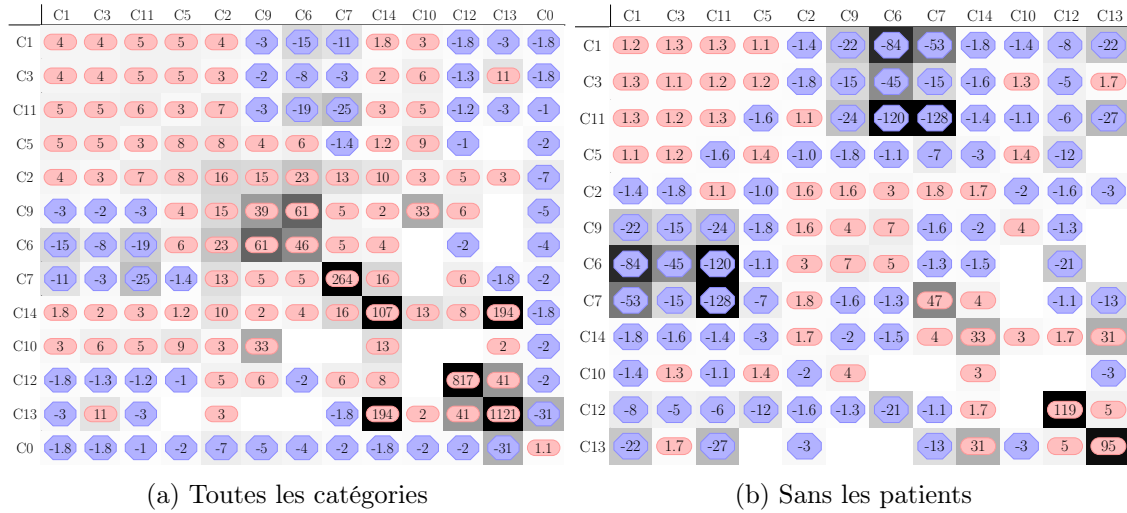 C1 C3 C11 C5 C2 C9 C6 C7 C14 C10 C12 C13 C0
C1 4 4 5 5 4 -3 -15 -11 1.8 3 -1.8 -3 -1.8
C3 4 4 5 5 3 -2 -8 -3 2 6 -1.3 11 -1.8
C11 5 5 6 3 7 -3 -19 -25 3 5 -1.2 -3 -1
C5 5 5 3 8 8 4 6 -1.4 1.2 9 -1 -2
C2 4 3 7 8 16 15 23 13 10 3 5 3 -7
C9 -3 -2 -3 4 15 39 61 5 2 33 6 -5
C6 -15 -8 -19 6 23 61 46 5 4 -2 -4
C7 -11 -3 -25 -1.4 13 5 5 264 16 6 -1.8 -2
C14 1.8 2 3 1.2 10 2 4 16 107 13 8 194 -1.8
C10 3 6 5 9 3 33 13 2 -2
C12 -1.8 -1.3 -1.2 -1 5 6 -2 6 8 817 41 -2
C13 -3 11 -3 3 -1.8 194 2 41 1121 -31
C0 -1.8 -1.8 -1 -2 -7 -5 -4 -2 -1.8 -2 -2 -31 1.1
(a) Toutes les catégories
C1 C3 C11 C5 C2 C9 C6 C7 C14 C10 C12 C13
C1 1.2 1.3 1.3 1.1 -1.4 -22 -84 -53 -1.8 -1.4 -8 -22
C3 1.3 1.1 1.2 1.2 -1.8 -15 -45 -15 -1.6 1.3 -5 1.7
C11 1.3 1.2 1.3 -1.6 1.1 -24 -120 -128 -1.4 -1.1 -6 -27
C5 1.1 1.2 -1.6 1.4 -1.0 -1.8 -1.1 -7 -3 1.4 -12
C2 -1.4 -1.8 1.1 -1.0 1.6 1.6 3 1.8 1.7 -2 -1.6 -3
C9 -22 -15 -24 -1.8 1.6 4 7 -1.6 -2 4 -1.3
C6 -84 -45 -120 -1.1 3 7 5 -1.3 -1.5 -21
C7 -53 -15 -128 -7 1.8 -1.6 -1.3 47 4 -1.1 -13
C14 -1.8 -1.6 -1.4 -3 1.7 -2 -1.5 4 33 3 1.7 31
C10 -1.4 1.3 -1.1 1.4 -2 4 3 -3
C12 -8 -5 -6 -12 -1.6 -1.3 -21 -1.1 1.7 119 5
C13 -22 1.7 -27 -3 -13 31 -3 5 95
(b) Sans les patients